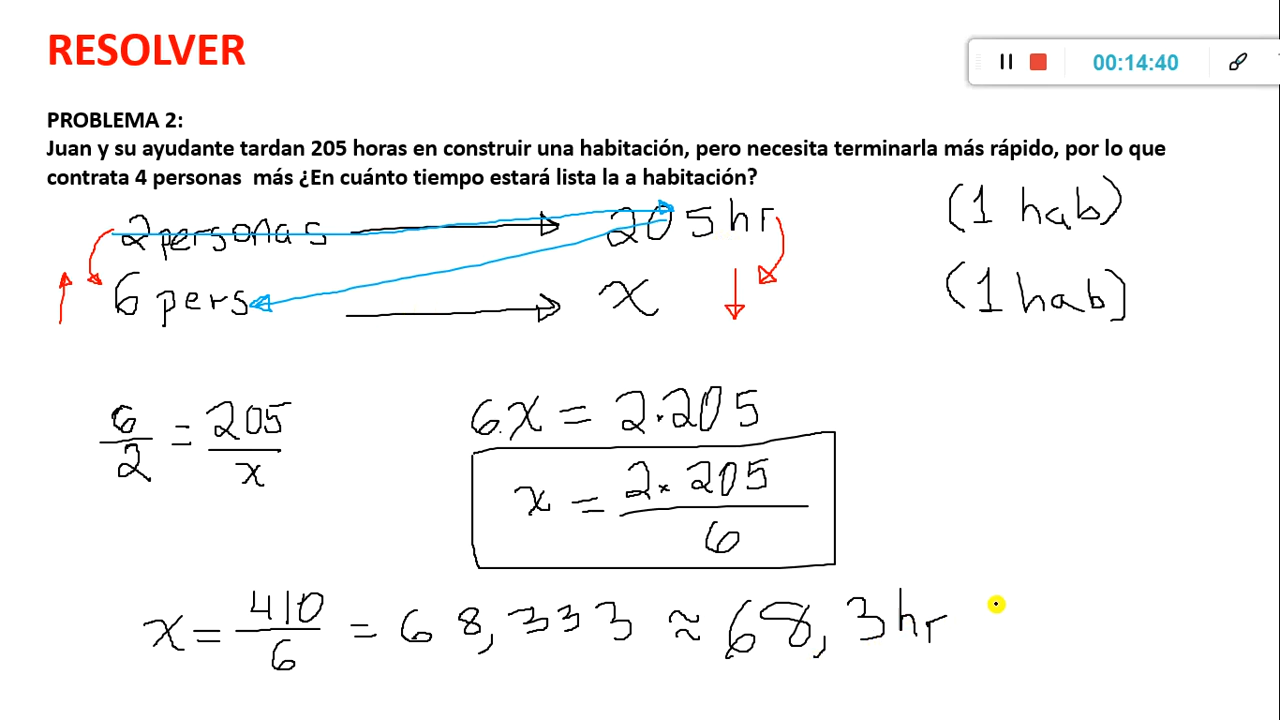 RESOLVER
00:14:40
PROBLEMA 2:
Juan y su ayudante tardan 205 horas en construir una habitación, pero necesita terminarla más rápido, por lo que
contrata 4 personas más ¿En cuánto tiempo estará lista la a habitación?
2 personas → 205 hr (1 hab)
6 pers → x (1 hab)
6/2 = 205/x
6.x = 2.205
x = 2 . 205 / 6
x = 410/6 = 68,333 ≈ 68,3 hr